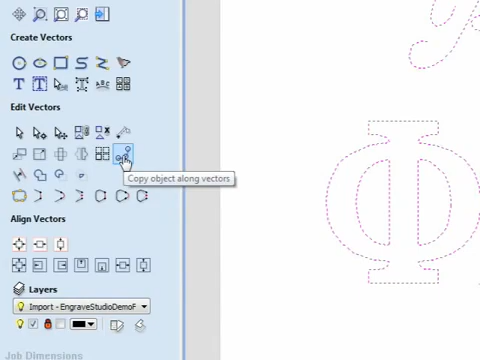 Create Vectors
Edit Vectors
Copy object along vectors
Align Vectors
Layers
Import - EngraveStudioDemoF
Job Dimensions
Φ